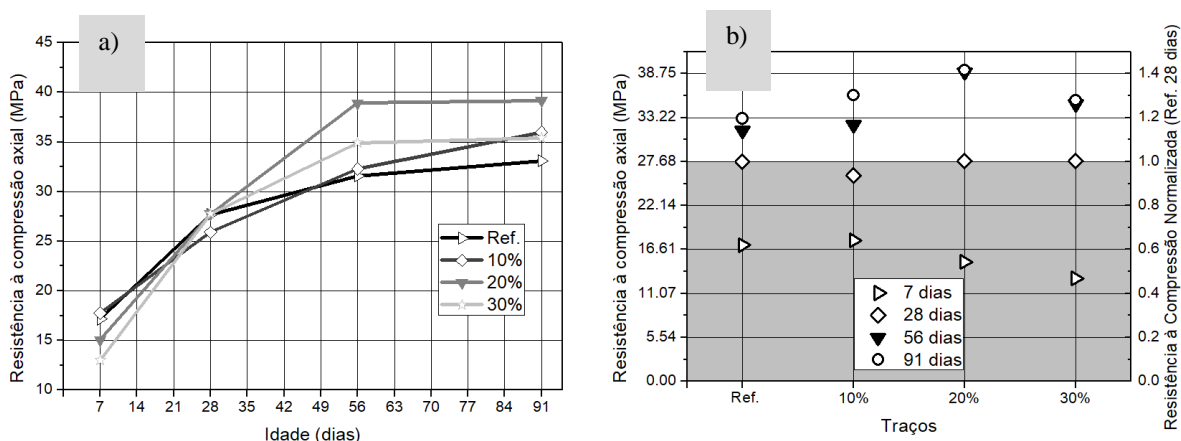 a)
Resistência à compressão axial (MPa)
45
40
35
30
25
20
15
10
7 14 21 28 35 42 49 56 63 70 77 84 91
Idade (dias)
Ref.
10%
20%
30%
b)
Resistência à compressão axial (MPa)
38.75
33.22
27.68
22.14
16.61
11.07
5.54
0.00
Ref. 10% 20% 30%
Traços
7 dias
28 dias
56 dias
91 dias
1.4
1.2
1.0
0.8
0.6
0.4
0.2
0.0
Resistência à Compressão Normalizada (Ref. 28 dias)